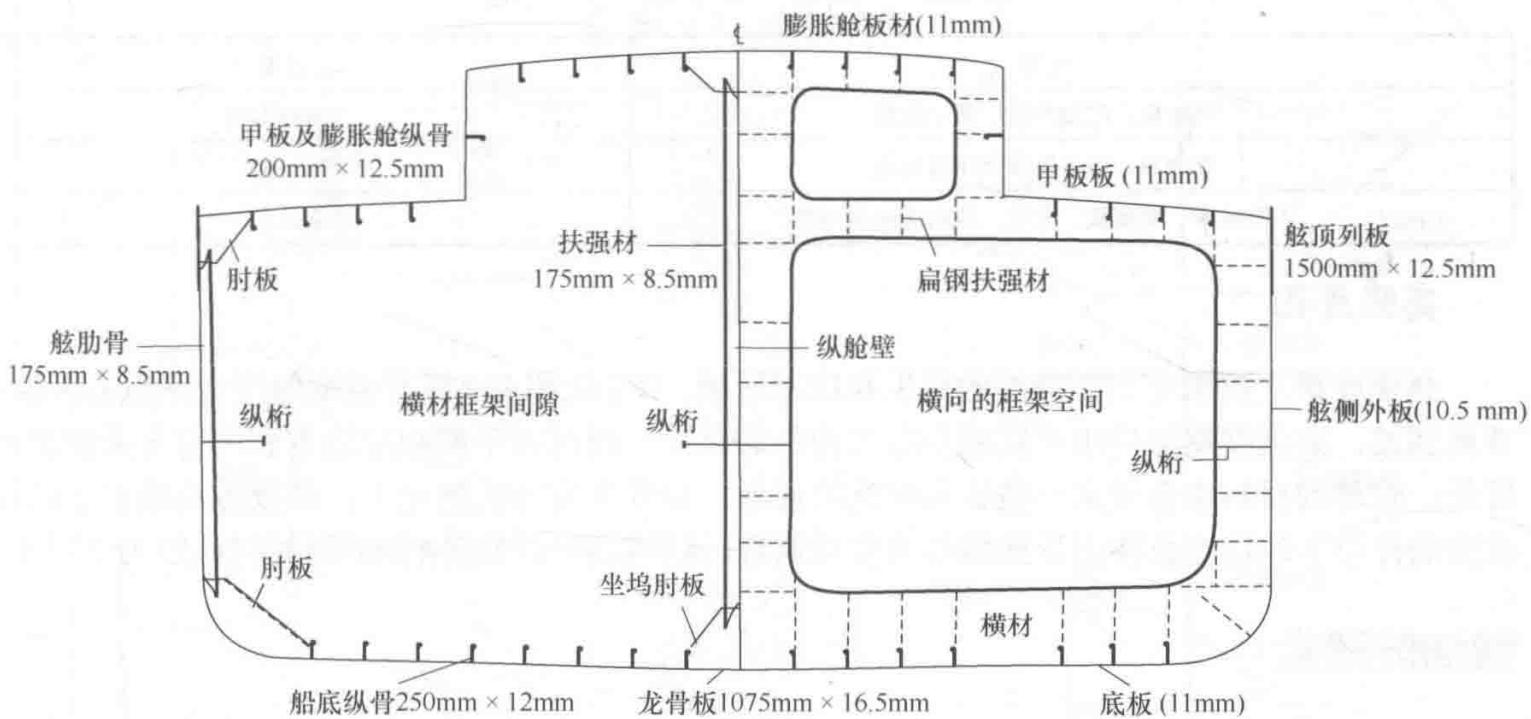 ℄
膨胀舱板材(11mm)
甲板及膨胀舱纵骨
200mm × 12.5mm
甲板板 (11mm)
肘板
扶强材
175mm × 8.5mm
扁钢扶强材
舷顶列板
1500mm × 12.5mm
舷肋骨
175mm × 8.5mm
纵舱壁
纵桁
横材框架间隙
纵桁
横向的框架空间
舷侧外板(10.5 mm)
纵桁
肘板
坐坞肘板
横材
船底纵骨250mm × 12mm
龙骨板1075mm × 16.5mm
底板 (11mm)